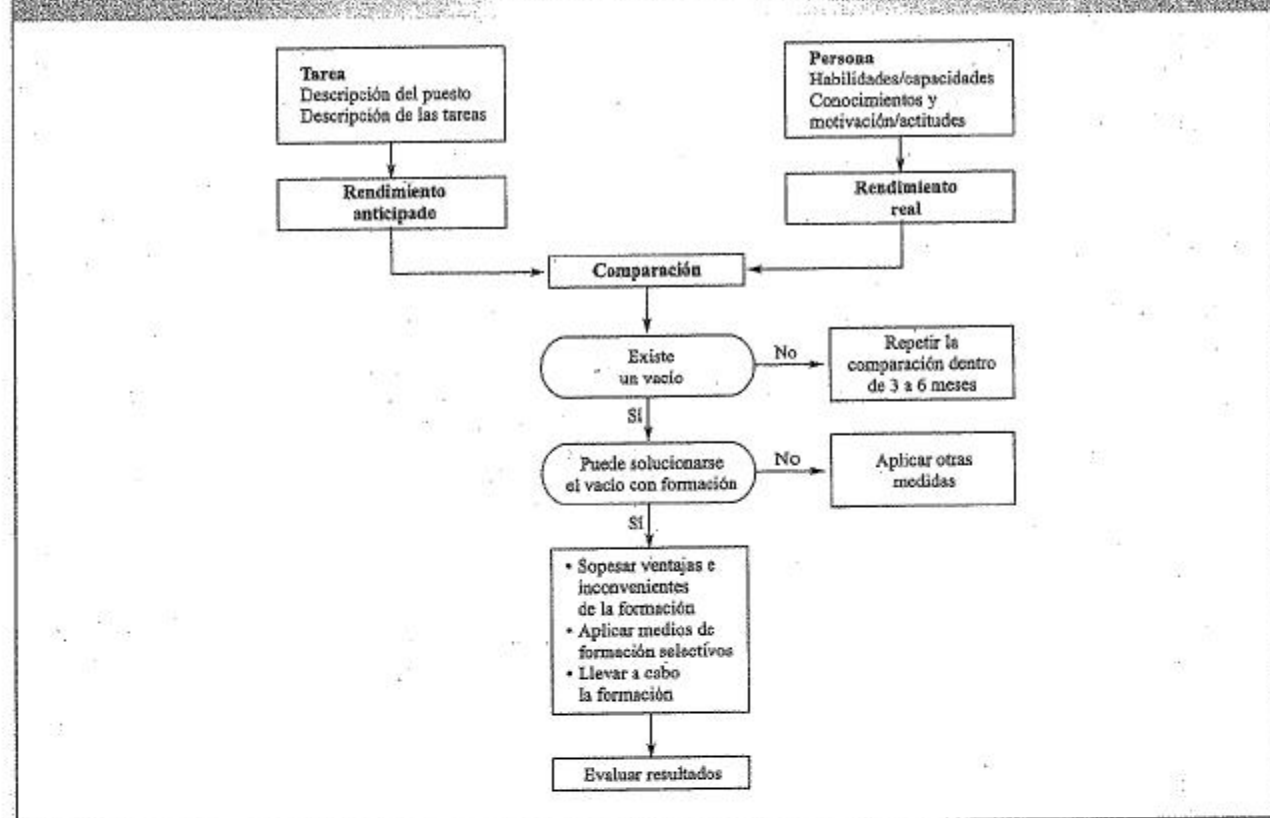 Tarea
Descripción del puesto
Descripción de las tareas
Persona
Habilidades/capacidades
Conocimientos y
motivación/actitudes
Rendimiento
anticipado
Rendimiento
real
Comparación
Existe
un vacío
No
Repetir la
comparación dentro
de 3 a 6 meses
Sí
Puede solucionarse
el vacío con formación
No
Aplicar otras
medidas
Sí
• Sopesar ventajas e
inconvenientes
de la formación
• Aplicar medios de
formación selectivos
• Llevar a cabo
la formación
Evaluar resultados